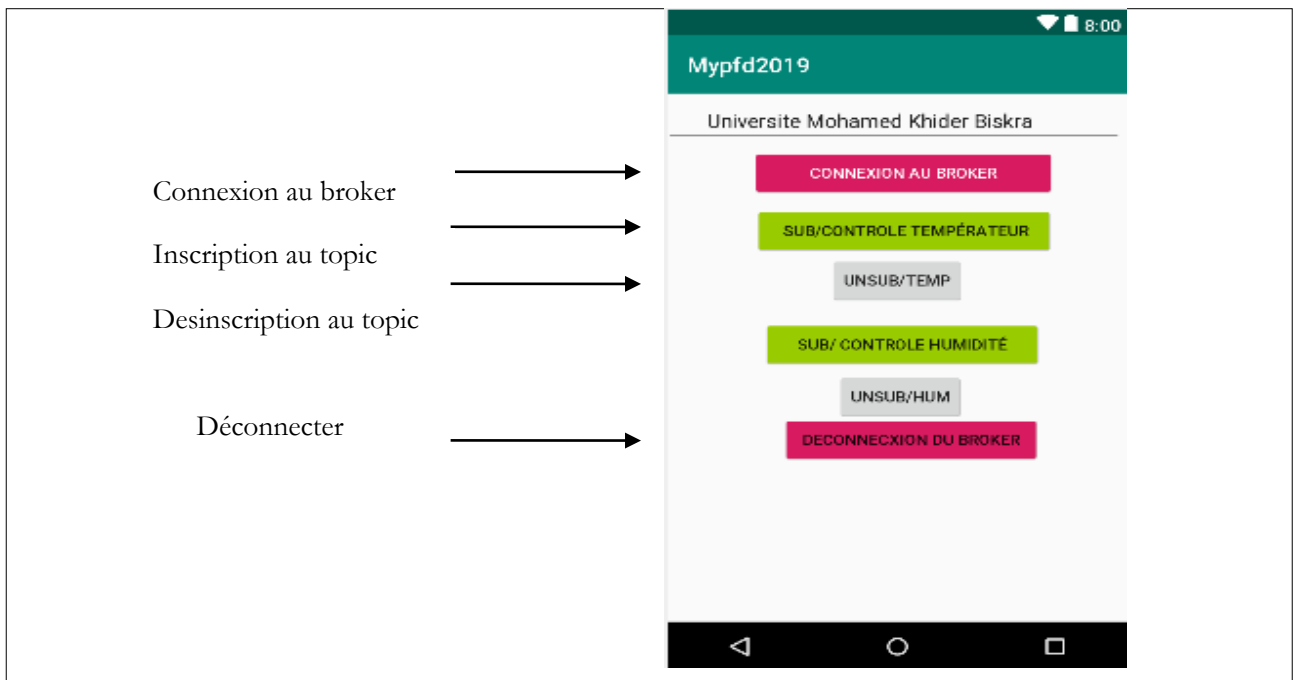 8:00
Mypfd2019
Universite Mohamed Khider Biskra
Connexion au broker
CONNEXION AU BROKER
Inscription au topic
SUB/CONTROLE TEMPÉRATEUR
Desinscription au topic
UNSUB/TEMP
SUB/ CONTROLE HUMIDITÉ
UNSUB/HUM
Déconnecter
DECONNECXION DU BROKER